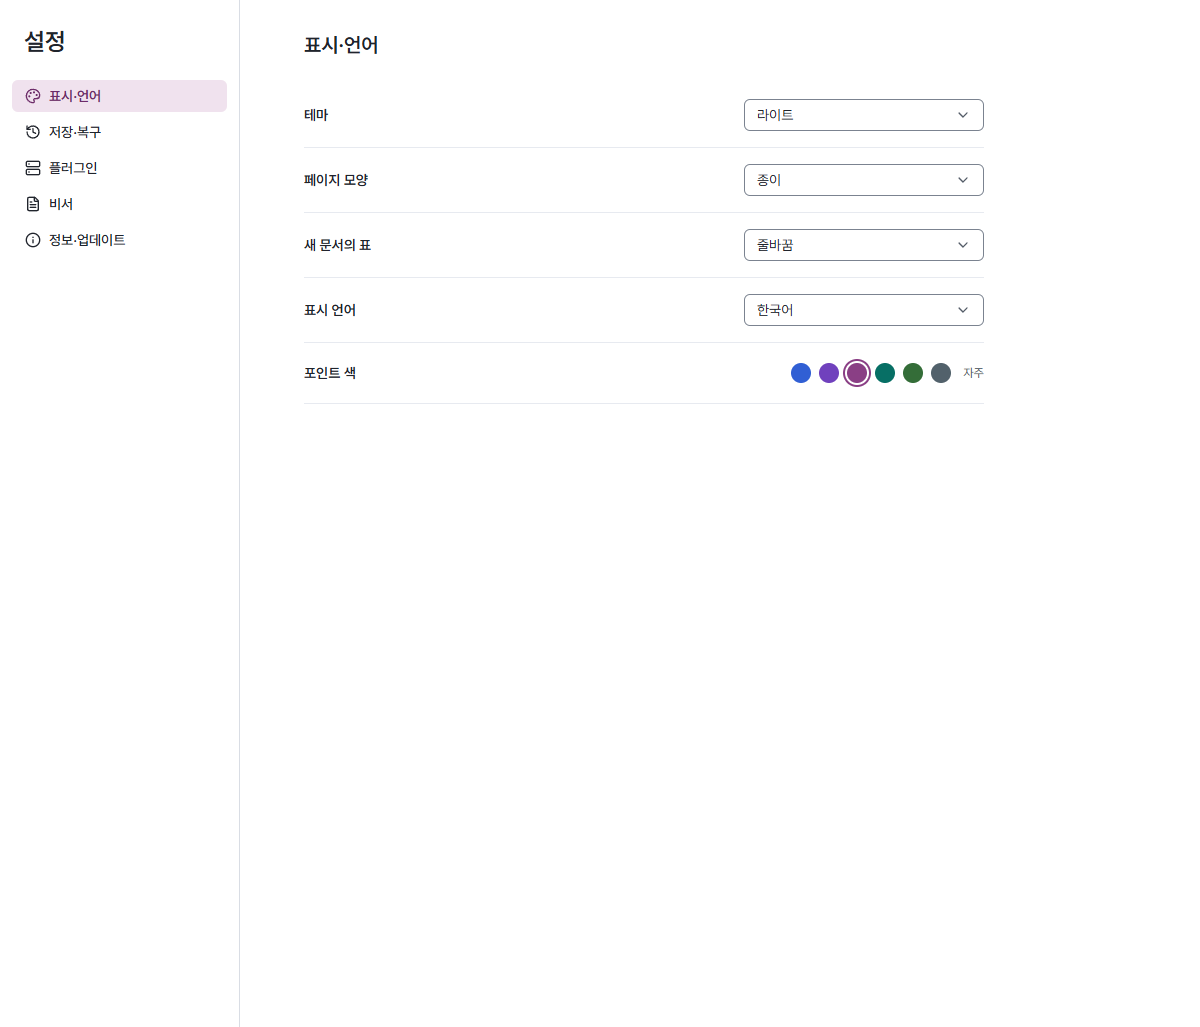 설정
표시·언어
저장·복구
플러그인
비서
정보·업데이트
표시·언어
테마
라이트
페이지 모양
종이
새 문서의 표
줄바꿈
표시 언어
한국어
포인트 색
자주